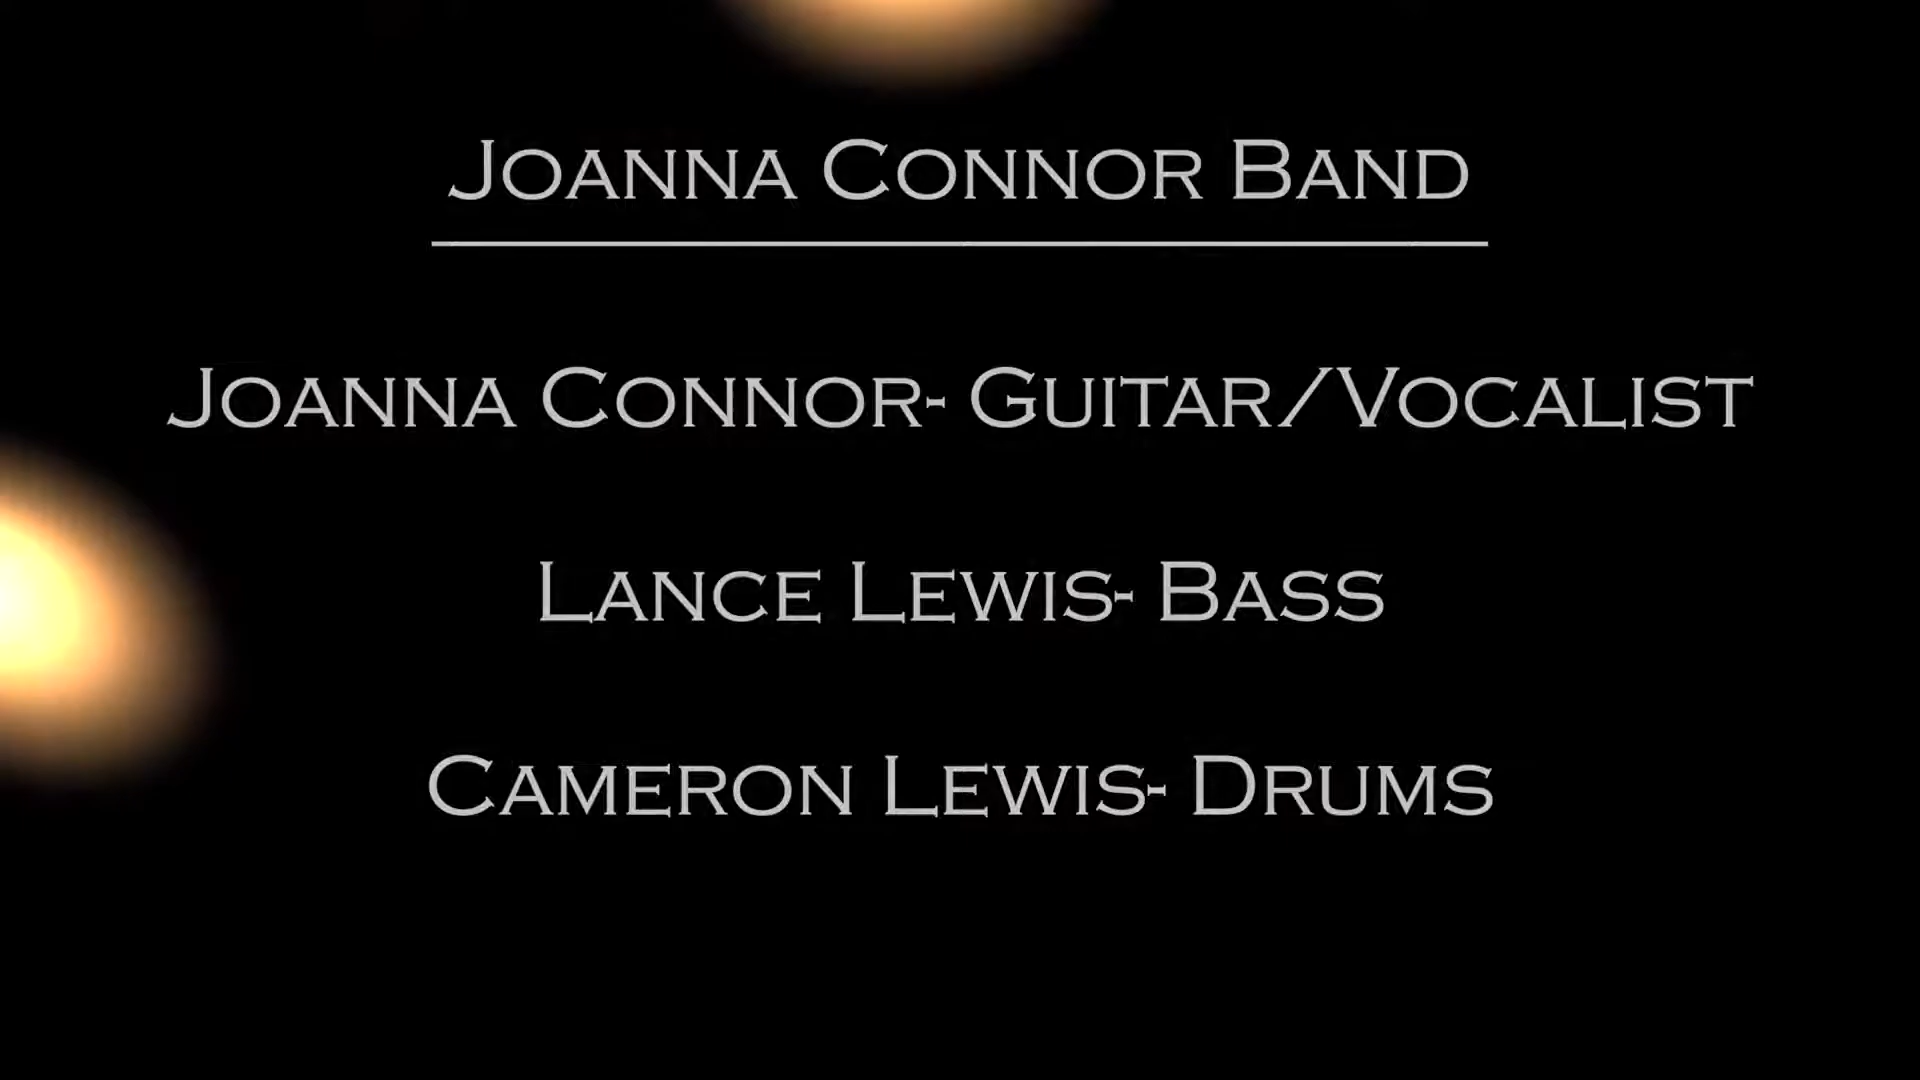 Joanna Connor Band
Joanna Connor- Guitar/Vocalist
Lance Lewis- Bass
Cameron Lewis- Drums